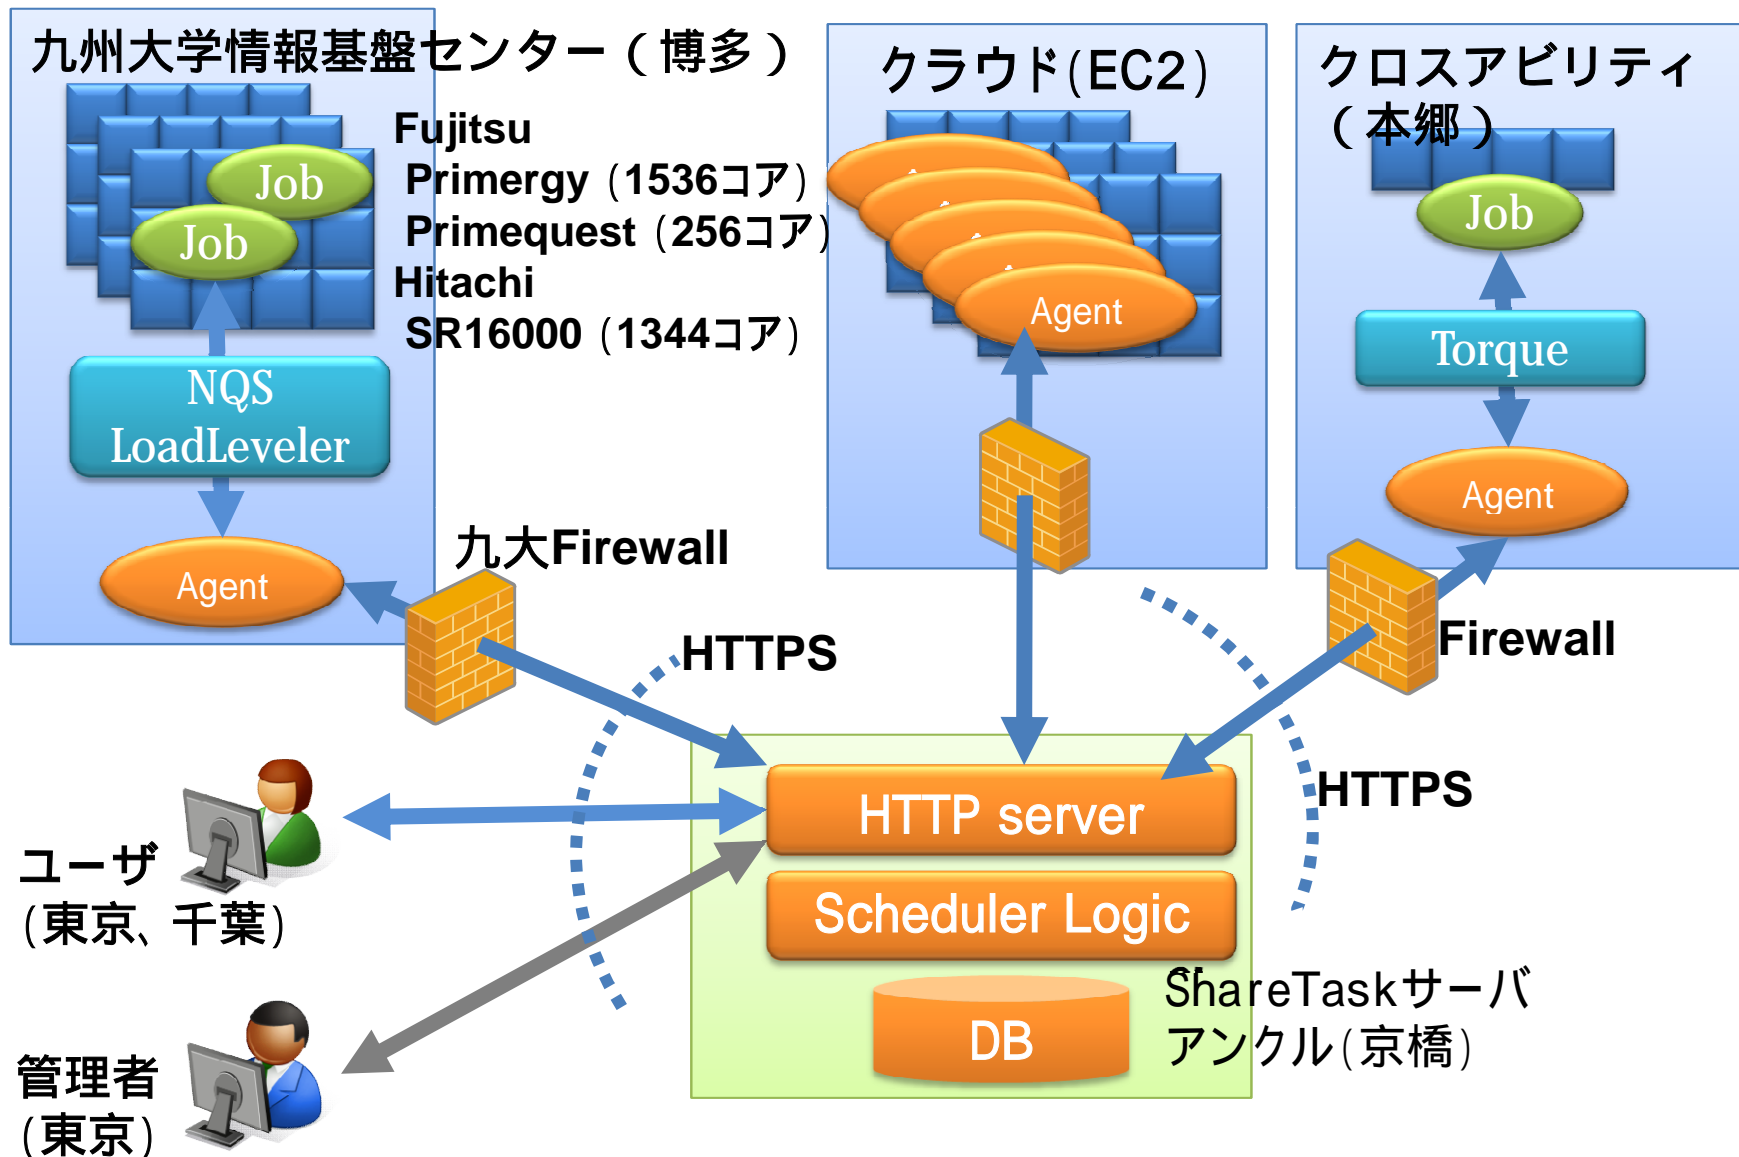 九州大学情報基盤センター（博多）
Job
Job
Fujitsu
Primergy（1536コア）
Primequest（256コア）
Hitachi
SR16000（1344コア）
NQS
LoadLeveler
Agent
九大Firewall
クラウド(EC2)
Agent
クロスアビリティ
（本郷）
Job
Torque
Agent
Firewall
HTTPS
HTTPS
HTTP server
Scheduler Logic
DB
ShareTaskサーバ
アンクル(京橋)
ユーザ
(東京、千葉)
管理者
(東京)